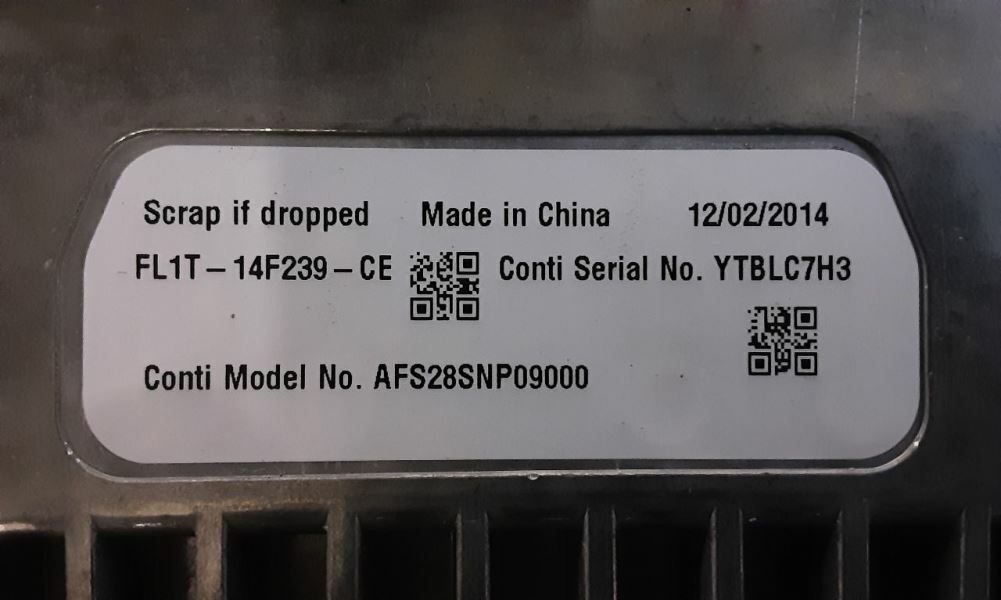 Scrap if dropped Made in China 12/02/2014
FL1T-14F239-CE Conti Serial No. YTBLC7H3
Conti Model No. AFS28SNP09000